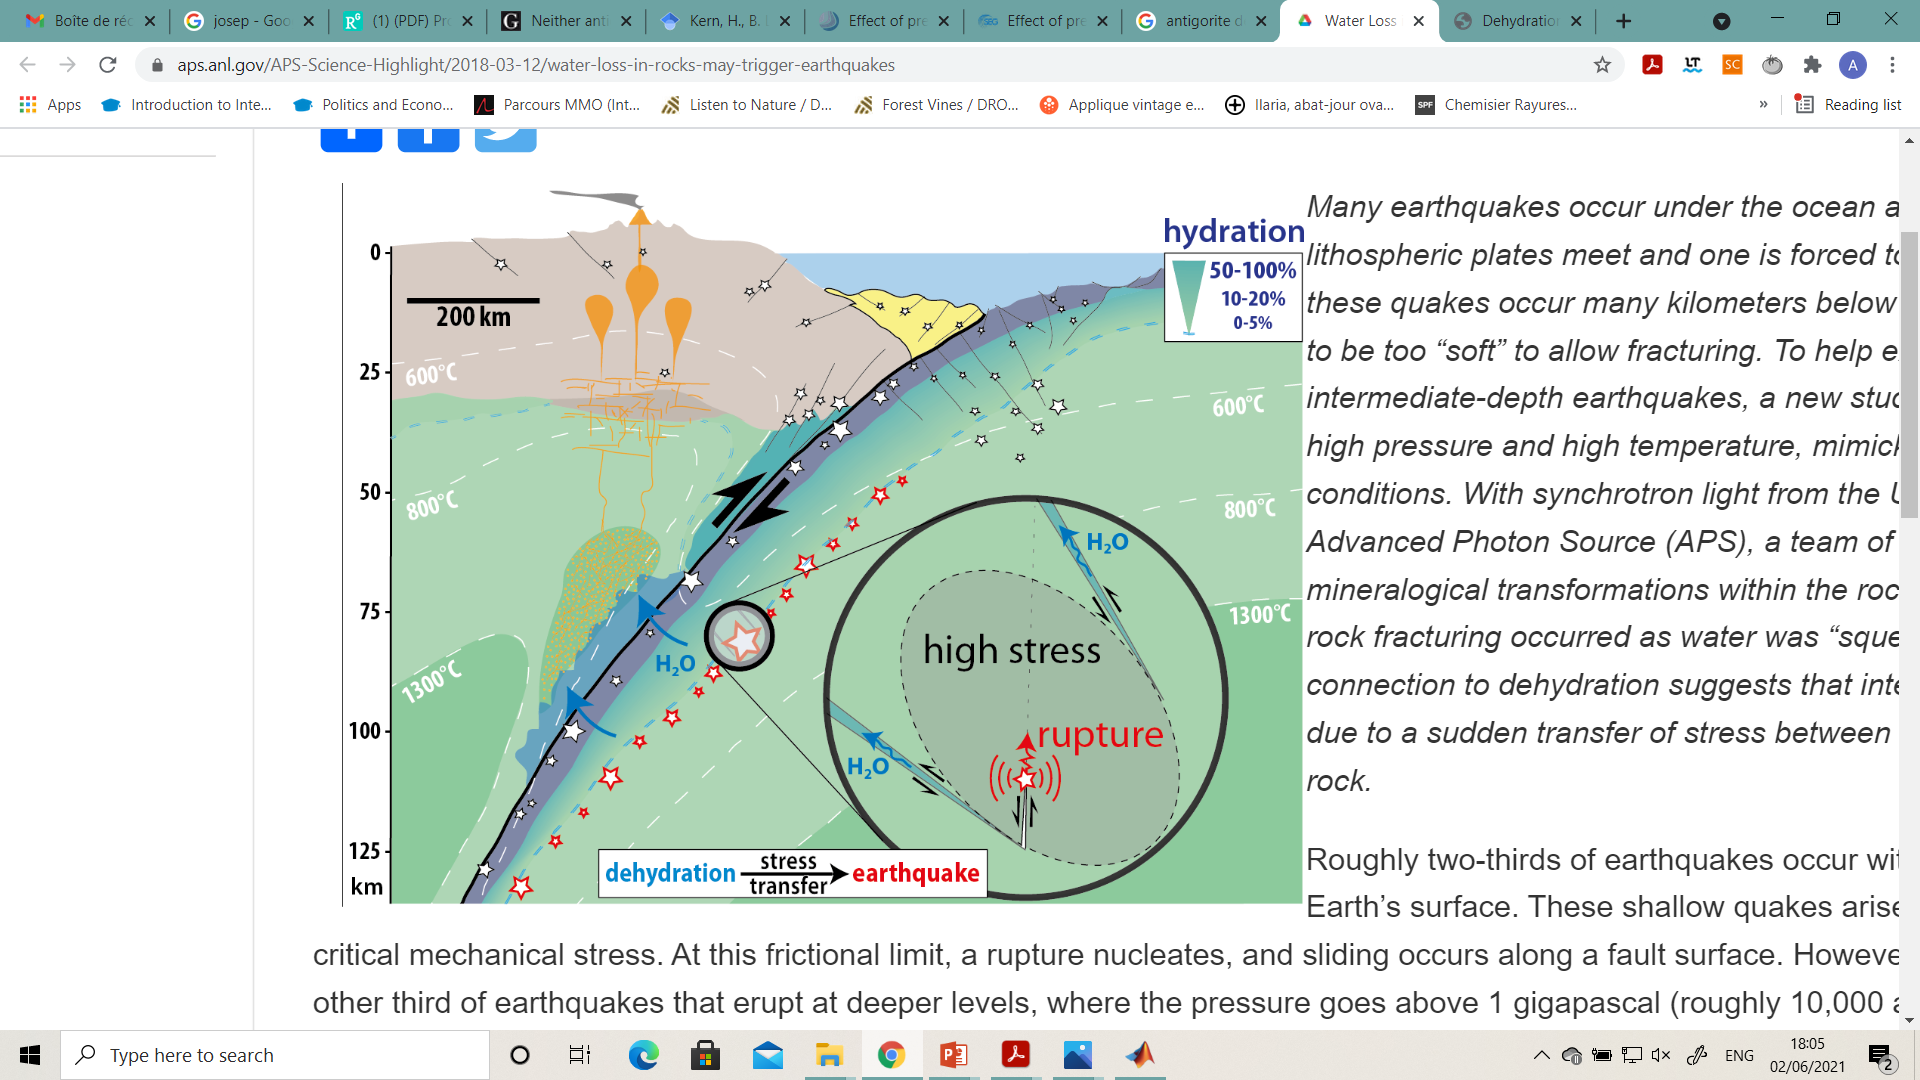 Boîte de réc
josep - Goo
(1) (PDF) Pr
Neither anti
Kern, H., B.
Effect of pre
Effect of pre
antigorite d
Water Loss
Dehydration
aps.anl.gov/APS-Science-Highlight/2018-03-12/water-loss-in-rocks-may-trigger-earthquakes
LT
SC
A
Apps
Introduction to Inte...
Politics and Econo...
Parcours MMO (Int...
Listen to Nature / D...
Forest Vines / DRO...
Applique vintage e...
Ilaria, abat-jour ova...
SPF
Chemisier Rayures...
»
Reading list
hydration
50-100%
10-20%
0-5%
0
25
50
75
100
125
km
200 km
600°C
800°C
1300°C
600°C
800°C
1300°C
H₂O
H₂O
high stress
rupture
H₂O
dehydration
stress
transfer
earthquake
Many earthquakes occur under the ocean a
lithospheric plates meet and one is forced to
these quakes occur many kilometers below
to be too “soft” to allow fracturing. To help e
intermediate-depth earthquakes, a new stud
high pressure and high temperature, mimick
conditions. With synchrotron light from the U
Advanced Photon Source (APS), a team of
mineralogical transformations within the roc
rock fracturing occurred as water was “sque
connection to dehydration suggests that inte
due to a sudden transfer of stress between
rock.
Roughly two-thirds of earthquakes occur wit
Earth’s surface. These shallow quakes arise
critical mechanical stress. At this frictional limit, a rupture nucleates, and sliding occurs along a fault surface. Howeve
other third of earthquakes that erupt at deeper levels, where the pressure goes above 1 gigapascal (roughly 10,000 a
Type here to search
ENG
18:05
02/06/2021
2